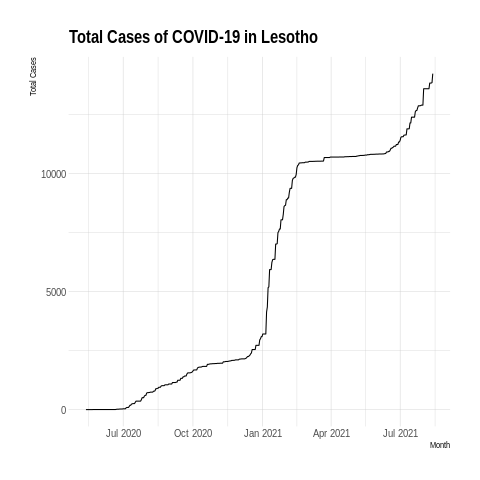 Total Cases of COVID-19 in Lesotho
Total Cases
10000
5000
0
Jul 2020 Oct 2020 Jan 2021 Apr 2021 Jul 2021
Month